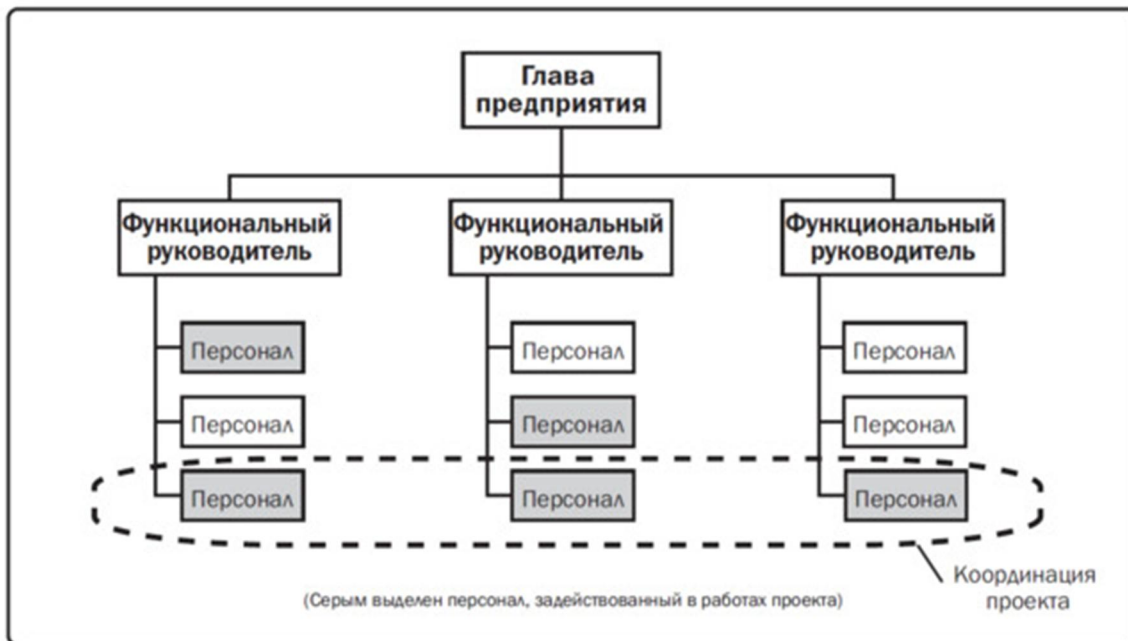 Глава
предприятия
Функциональный
руководитель
Функциональный
руководитель
Функциональный
руководитель
Персонал
Персонал
Персонал
Персонал
Персонал
Персонал
Персонал
Персонал
Персонал
Координация
проекта
(Серым выделен персонал, задействованный в работах проекта)